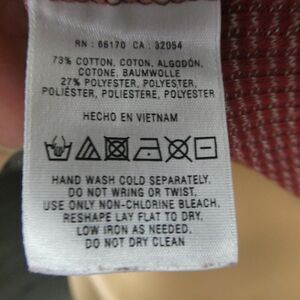 RN: 66170 CA: 32054
73% COTTON, COTON, ALGODÓN,
COTONE, BAUMWOLLE
27% POLYESTER, POLYESTER,
POLIÉSTER, POLIESTERE, POLYESTER
HECHO EN VIETNAM
HAND WASH COLD SEPARATELY.
DO NOT WRING OR TWIST.
USE ONLY NON-CHLORINE BLEACH.
RESHAPE LAY FLAT TO DRY.
LOW IRON AS NEEDED.
DO NOT DRY CLEAN